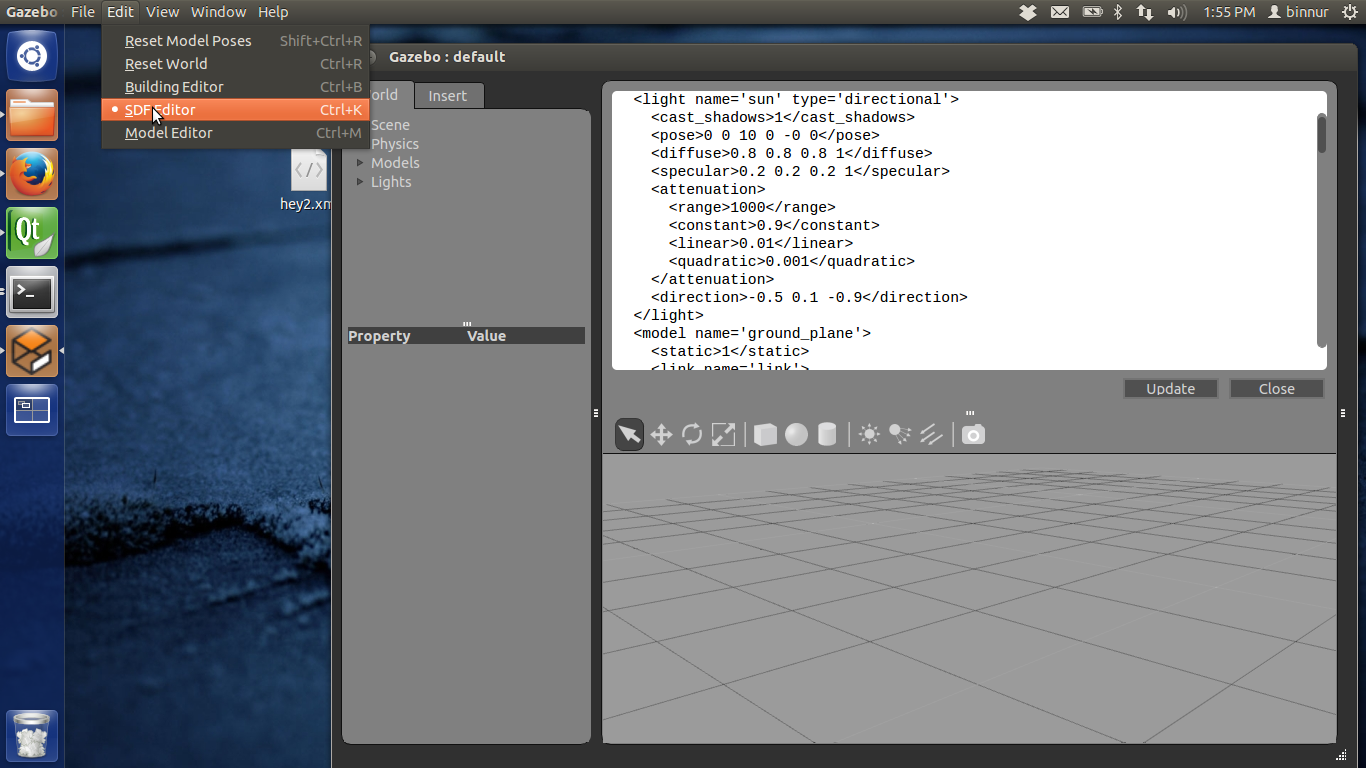 Gazebo File Edit View Window Help 1:55 PM binnur
Reset Model Poses Shift+Ctrl+R
Reset World Ctrl+R
Building Editor Ctrl+B
SDF Editor Ctrl+K
Model Editor Ctrl+M
hey2.xm
Qt
>_
Gazebo : default
orld Insert
Scene
Physics
Models
Lights
Property Value
<light name='sun' type='directional'>
<cast_shadows>1</cast_shadows>
<pose>0 0 10 0 -0 0</pose>
<diffuse>0.8 0.8 0.8 1</diffuse>
<specular>0.2 0.2 0.2 1</specular>
<attenuation>
<range>1000</range>
<constant>0.9</constant>
<linear>0.01</linear>
<quadratic>0.001</quadratic>
</attenuation>
<direction>-0.5 0.1 -0.9</direction>
</light>
<model name='ground_plane'>
<static>1</static>
<link name='link'>
Update Close